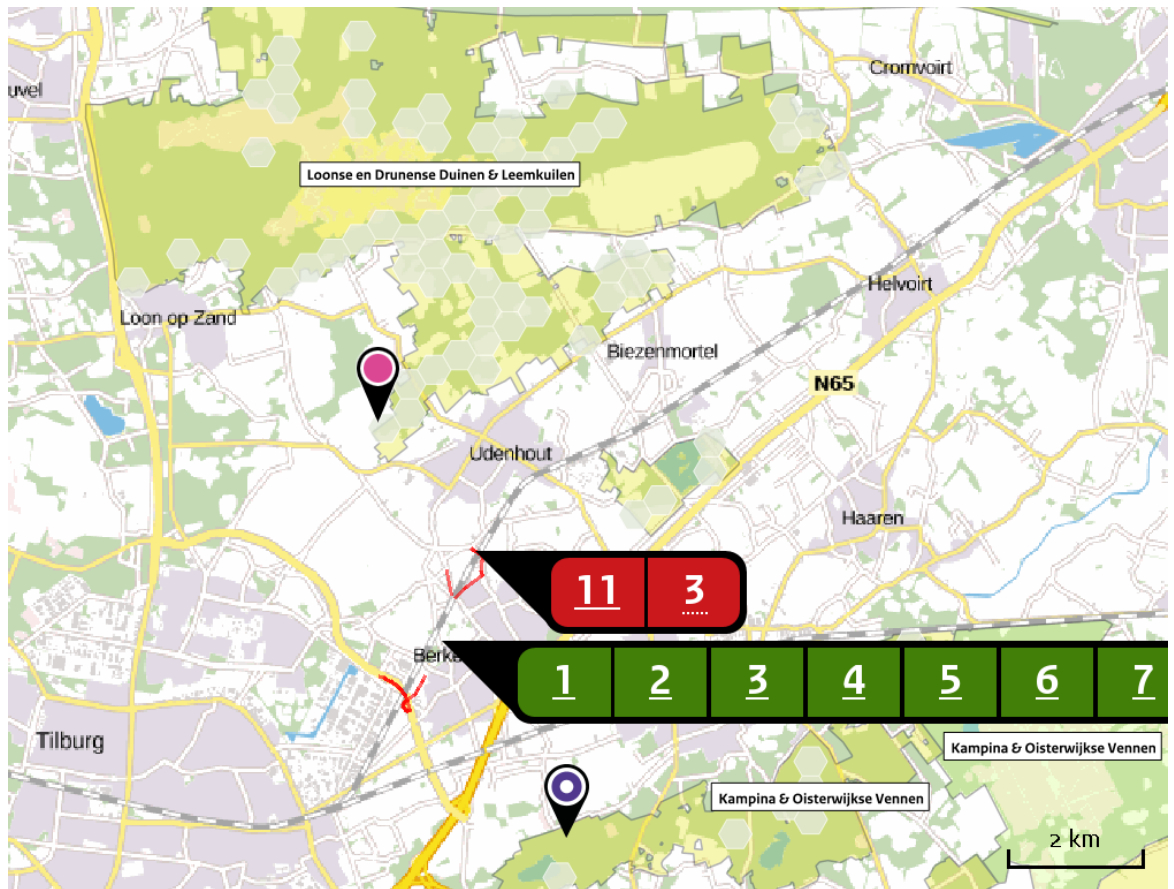 Cromvoirt
uvel
Loonse en Drunense Duinen & Leemkuilen
Helvoirt
Loon op Zand
Biezenmortel
N65
Udenhout
Haaren
11 3
Berke
1 2 3 4 5 6 7
Tilburg
Kampina & Oisterwijkse Vennen
Kampina & Oisterwijkse Vennen
2 km